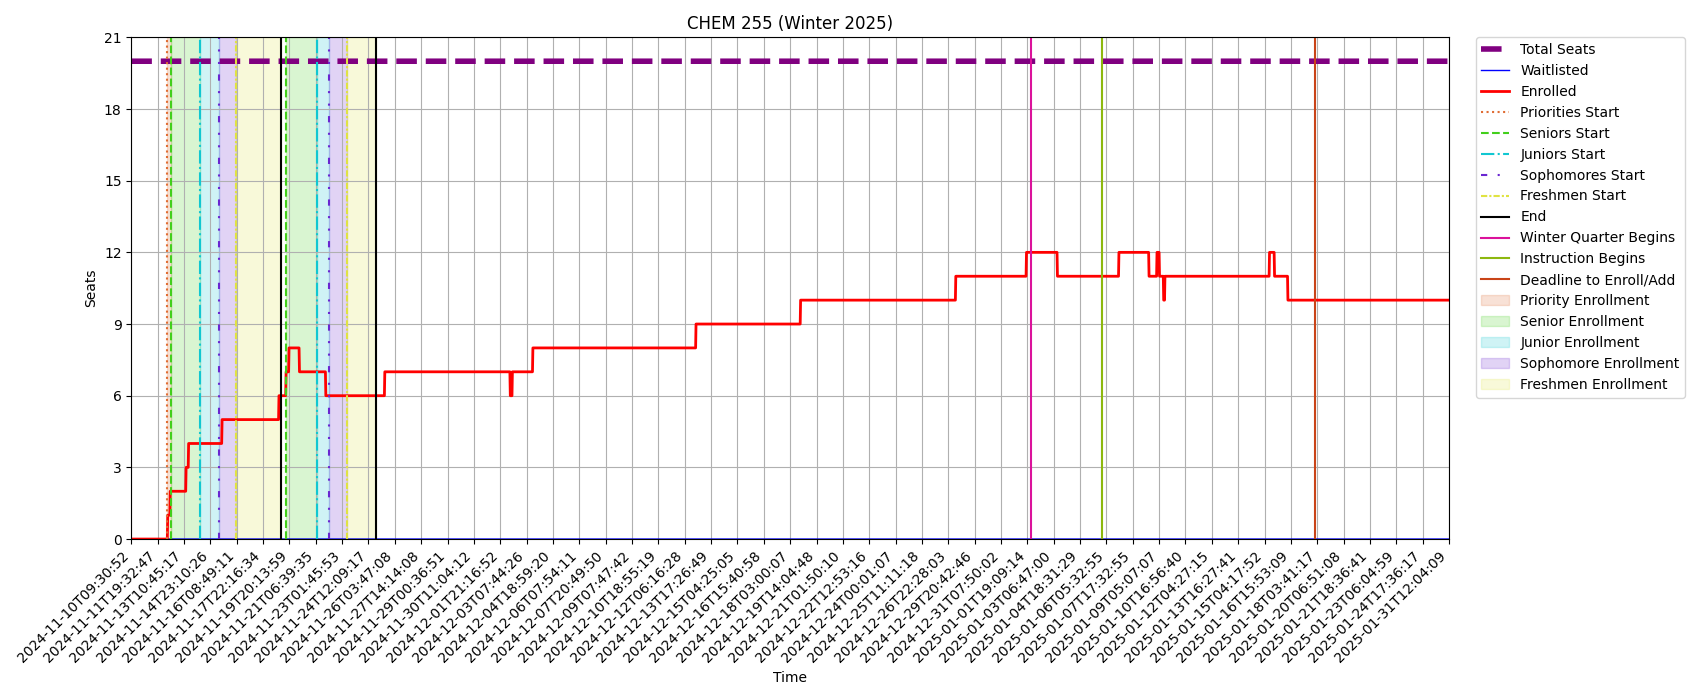 CHEM 255 (Winter 2025)
21
18
15
12
9
6
3
0
Seats
2024-11-10T09:30:52
2024-11-11T19:32:47
2024-11-13T10:45:17
2024-11-14T23:10:26
2024-11-16T08:49:11
2024-11-17T22:16:34
2024-11-19T20:13:59
2024-11-21T06:39:35
2024-11-23T01:45:53
2024-11-24T12:09:17
2024-11-26T03:47:08
2024-11-27T14:14:08
2024-11-29T00:36:51
2024-11-30T11:04:12
2024-12-01T21:16:52
2024-12-03T07:44:26
2024-12-04T18:59:20
2024-12-06T07:54:11
2024-12-07T20:49:50
2024-12-09T07:47:42
2024-12-10T18:55:19
2024-12-12T06:16:28
2024-12-13T17:26:49
2024-12-15T04:25:05
2024-12-16T15:40:58
2024-12-18T03:00:07
2024-12-19T14:04:48
2024-12-21T01:50:10
2024-12-22T12:53:16
2024-12-24T00:01:07
2024-12-25T11:11:18
2024-12-26T22:28:03
2024-12-29T20:42:46
2024-12-31T07:50:02
2025-01-01T19:09:14
2025-01-03T06:47:00
2025-01-04T18:31:29
2025-01-06T05:32:55
2025-01-07T17:32:55
2025-01-09T05:07:07
2025-01-10T16:56:40
2025-01-12T04:27:15
2025-01-13T16:27:41
2025-01-15T04:17:52
2025-01-16T15:53:09
2025-01-18T03:41:17
2025-01-20T06:51:08
2025-01-21T18:36:41
2025-01-23T06:04:59
2025-01-24T17:36:17
2025-01-31T12:04:09
Time
Total Seats
Waitlisted
Enrolled
Priorities Start
Seniors Start
Juniors Start
Sophomores Start
Freshmen Start
End
Winter Quarter Begins
Instruction Begins
Deadline to Enroll/Add
Priority Enrollment
Senior Enrollment
Junior Enrollment
Sophomore Enrollment
Freshmen Enrollment